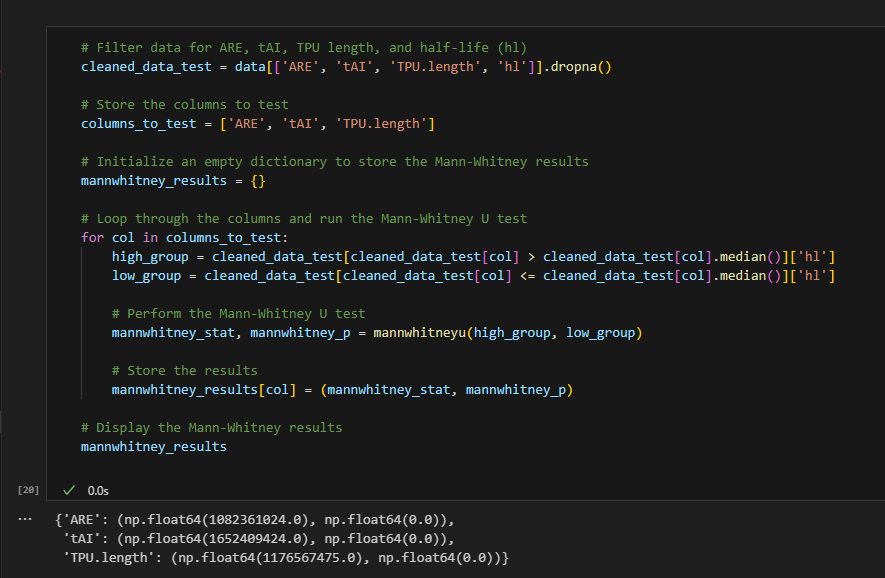 # Filter data for ARE, tAI, TPU length, and half-life (hl)
cleaned_data_test = data[['ARE', 'tAI', 'TPU.length', 'hl']].dropna()
# Store the columns to test
columns_to_test = ['ARE', 'tAI', 'TPU.length']
# Initialize an empty dictionary to store the Mann-Whitney results
mannwhitney_results = {}
# Loop through the columns and run the Mann-Whitney U test
for col in columns_to_test:
    high_group = cleaned_data_test[cleaned_data_test[col] > cleaned_data_test[col].median()]['hl']
    low_group = cleaned_data_test[cleaned_data_test[col] <= cleaned_data_test[col].median()]['hl']
    # Perform the Mann-Whitney U test
    mannwhitney_stat, mannwhitney_p = mannwhitneyu(high_group, low_group)
    # Store the results
    mannwhitney_results[col] = (mannwhitney_stat, mannwhitney_p)
# Display the Mann-Whitney results
mannwhitney_results
[20] ✓ 0.0s
... {'ARE': (np.float64(1082361024.0), np.float64(0.0)),
 'tAI': (np.float64(1652409424.0), np.float64(0.0)),
 'TPU.length': (np.float64(1176567475.0), np.float64(0.0))}